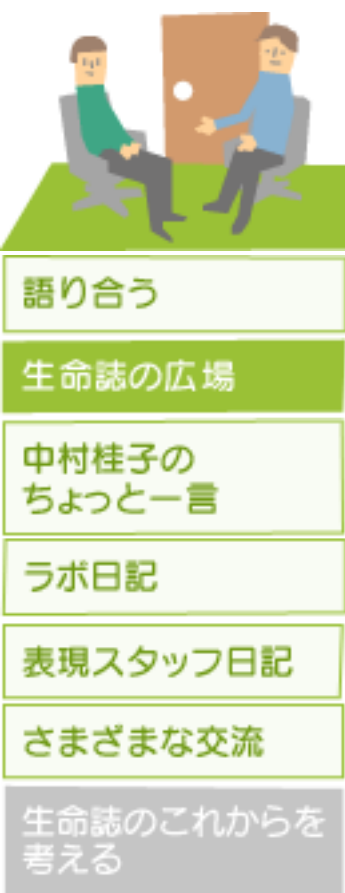 語り合う
生命誌の広場
中村桂子の
ちょっと一言
ラボ日記
表現スタッフ日記
さまざまな交流
生命誌のこれからを
考える